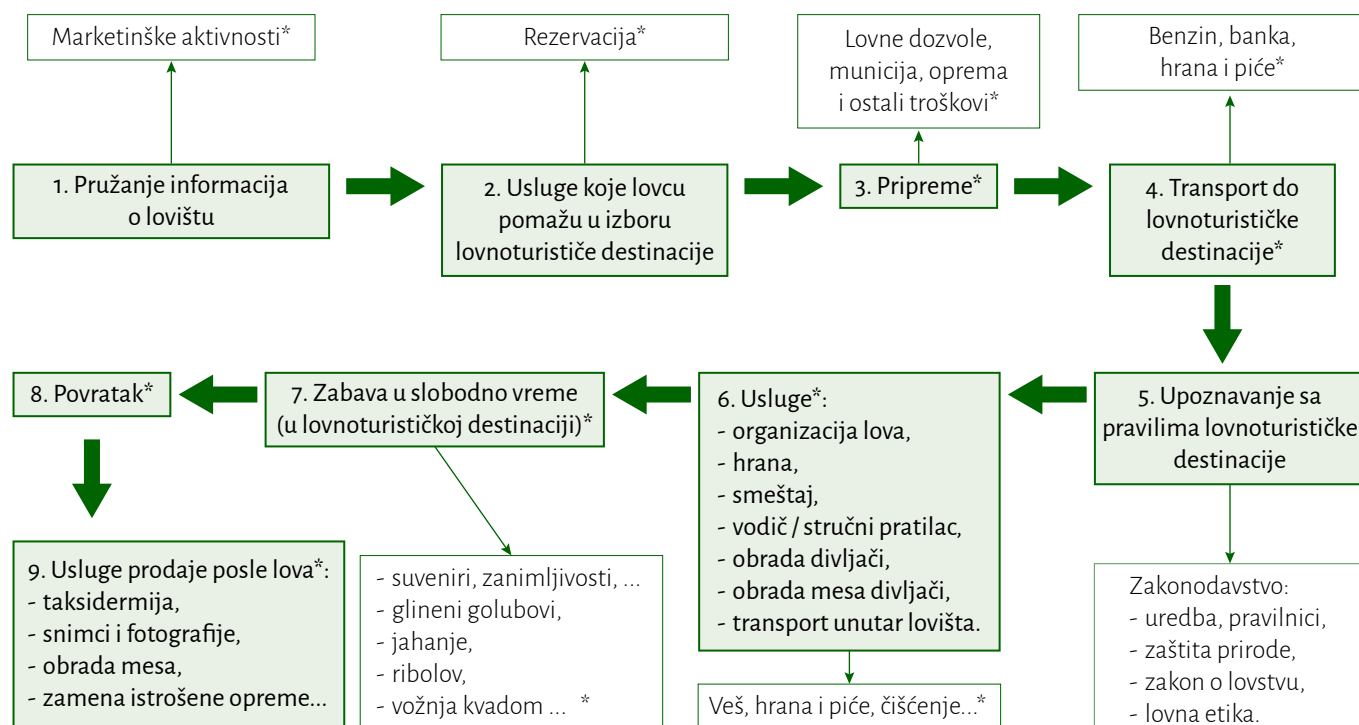 Marketinške aktivnosti*
Rezervacija*
Lovne dozvole,
municija, oprema
i ostali troškovi*
Benzin, banka,
hrana i piće*
1. Pružanje informacija
o lovištu
2. Usluge koje lovcu
pomažu u izboru
lovnoturističe destinacije
3. Pripreme*
4. Transport do
lovnoturističke
destinacije*
5. Upoznavanje sa
pravilima lovnoturističke
destinacije
6. Usluge*:
- organizacija lova,
- hrana,
- smeštaj,
- vodič / stručni pratilac,
- obrada divljači,
- obrada mesa divljači,
- transport unutar lovišta.
7. Zabava u slobodno vreme
(u lovnoturističkoj destinaciji)*
8. Povratak*
9. Usluge prodaje posle lova*:
- taksidermija,
- snimci i fotografije,
- obrada mesa,
- zamena istrošene opreme...
- suveniri, zanimljivosti, ...
- glineni golubovi,
- jahanje,
- ribolov,
- vožnja kvadom ... *
Veš, hrana i piće, čišćenje...*
Zakonodavstvo:
- uredba, pravilnici,
- zaštita prirode,
- zakon o lovstvu,
- lovna etika.